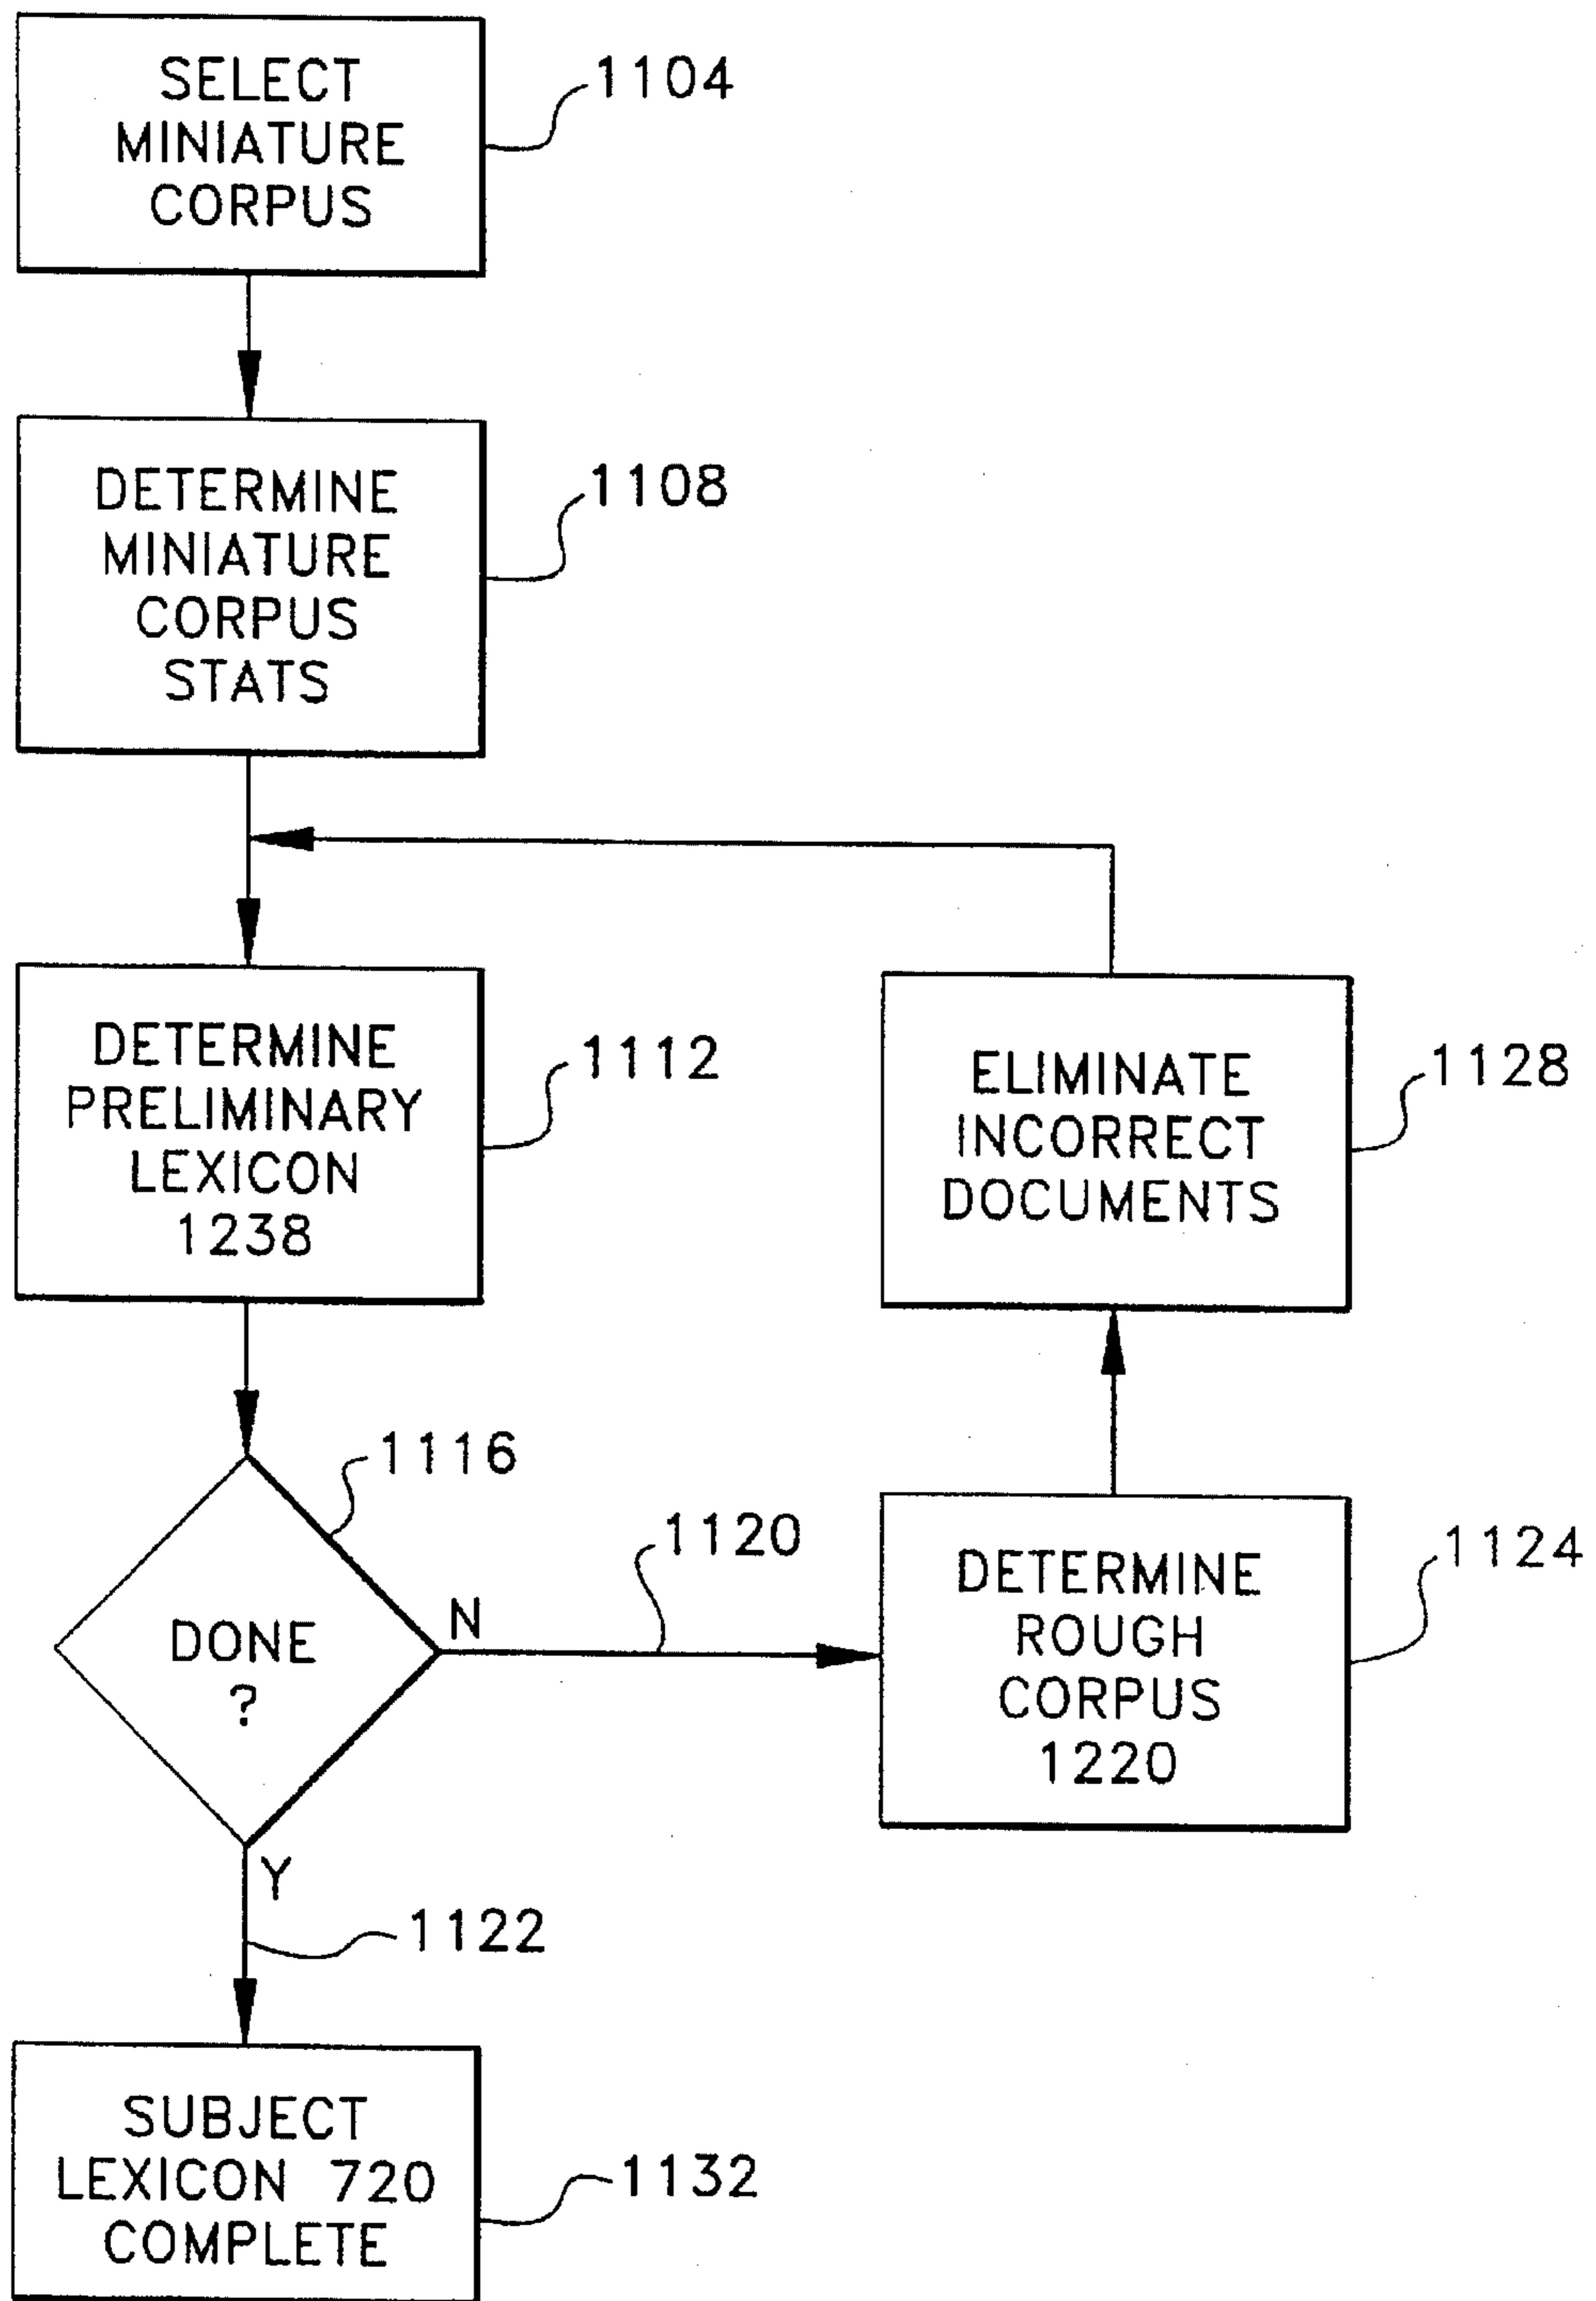 SELECT
MINIATURE
CORPUS
1104
DETERMINE
MINIATURE
CORPUS
STATS
1108
DETERMINE
PRELIMINARY
LEXICON
1238
1112
ELIMINATE
INCORRECT
DOCUMENTS
1128
1116
DONE
?
N
1120
DETERMINE
ROUGH
CORPUS
1220
1124
Y
1122
SUBJECT
LEXICON 720
COMPLETE
1132